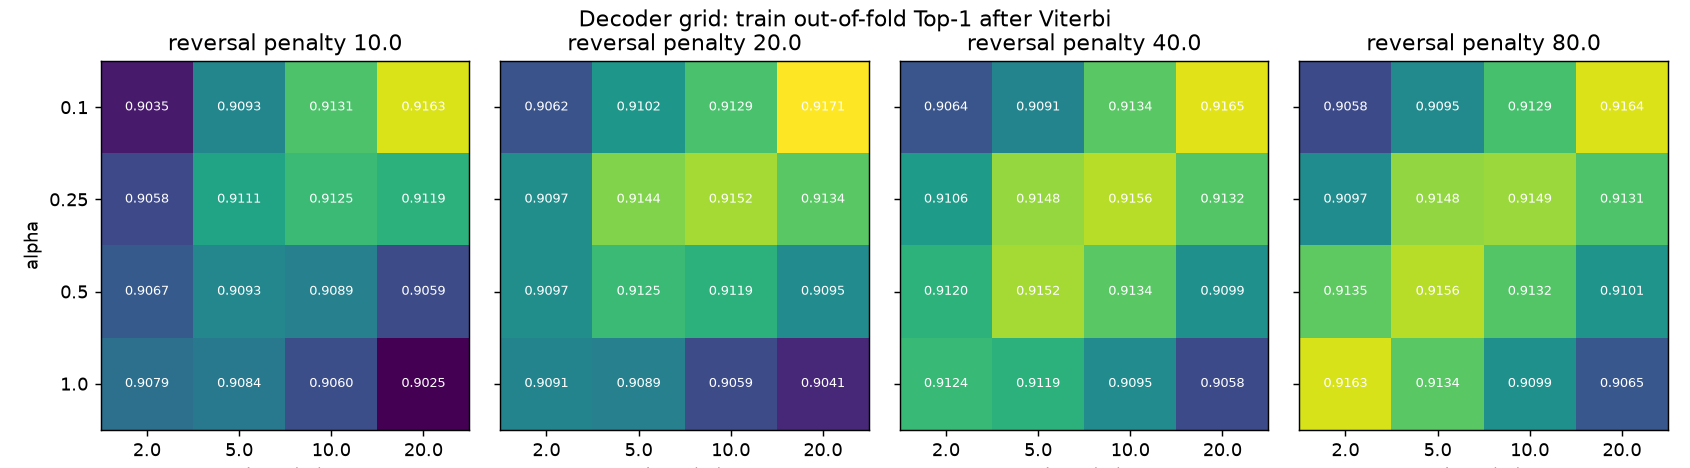 Decoder grid: train out-of-fold Top-1 after Viterbi
reversal penalty 10.0 reversal penalty 20.0 reversal penalty 40.0 reversal penalty 80.0
alpha
0.1 0.9035 0.9093 0.9131 0.9163 0.9062 0.9102 0.9129 0.9171 0.9064 0.9091 0.9134 0.9165 0.9058 0.9095 0.9129 0.9164
0.25 0.9058 0.9111 0.9125 0.9119 0.9097 0.9144 0.9152 0.9134 0.9106 0.9148 0.9156 0.9132 0.9097 0.9148 0.9149 0.9131
0.5 0.9067 0.9093 0.9089 0.9059 0.9097 0.9125 0.9119 0.9095 0.9120 0.9152 0.9134 0.9099 0.9135 0.9156 0.9132 0.9101
1.0 0.9079 0.9084 0.9060 0.9025 0.9091 0.9089 0.9059 0.9041 0.9124 0.9119 0.9095 0.9058 0.9163 0.9134 0.9099 0.9065
2.0 5.0 10.0 20.0 2.0 5.0 10.0 20.0 2.0 5.0 10.0 20.0 2.0 5.0 10.0 20.0